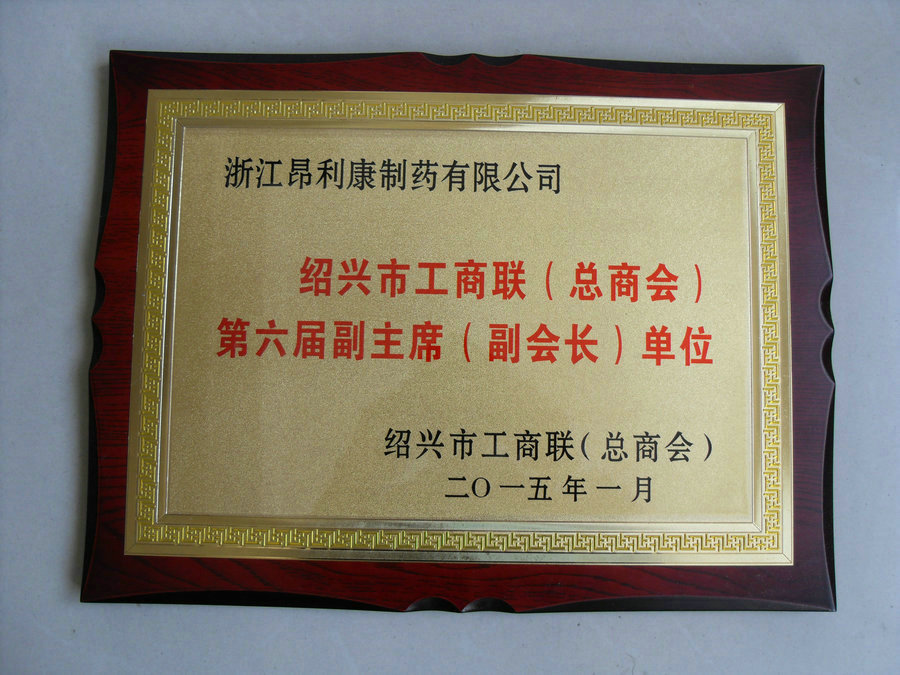 浙江昂利康制药有限公司
绍兴市工商联（总商会）
第六届副主席（副会长）单位
绍兴市工商联（总商会）
二〇一五年一月